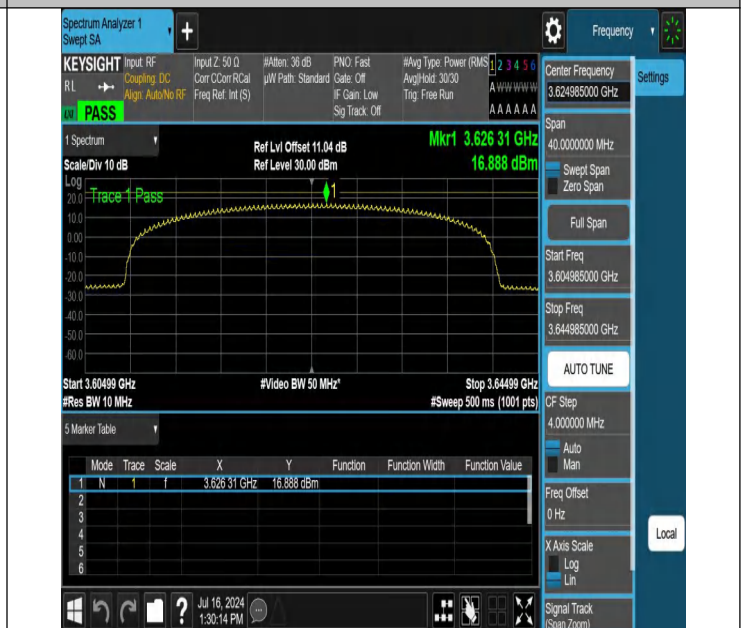 Spectrum Analyzer 1
Swept SA
+
Frequency
KEYSIGHT
RL
PASS
Input: RF
Coupling: DC
Align: Auto/No RF
Input Z: 50 Ω
Corr CCorr RCal
Freq Ref: Int (S)
#Atten: 36 dB
µW Path: Standard
PNO: Fast
Gate: Off
IF Gain: Low
Sig Track: Off
#Avg Type: Power (RMS
Avg|Hold: 30/30
Trig: Free Run
1 2 3 4 5 6
A W W W W W
A A A A A A
1 Spectrum
Scale/Div 10 dB
Ref Lvl Offset 11.04 dB
Ref Level 30.00 dBm
Mkr1 3.626 31 GHz
16.888 dBm
Log
Trace 1 Pass
1
20.0
10.0
0.00
-10.0
-20.0
-30.0
-40.0
-50.0
-60.0
Start 3.60499 GHz
#Res BW 10 MHz
#Video BW 50 MHz*
Stop 3.64499 GHz
#Sweep 500 ms (1001 pts)
5 Marker Table
Mode Trace Scale X Y Function Function Width Function Value
1 N 1 f 3.626 31 GHz 16.888 dBm
2
3
4
5
6
Jul 16, 2024
1:30:14 PM
Center Frequency
3.624985000 GHz
Settings
Span
40.0000000 MHz
Swept Span
Zero Span
Full Span
Start Freq
3.604985000 GHz
Stop Freq
3.644985000 GHz
AUTO TUNE
CF Step
4.000000 MHz
Auto
Man
Freq Offset
0 Hz
Local
X Axis Scale
Log
Lin
Signal Track
(Span Zoom)